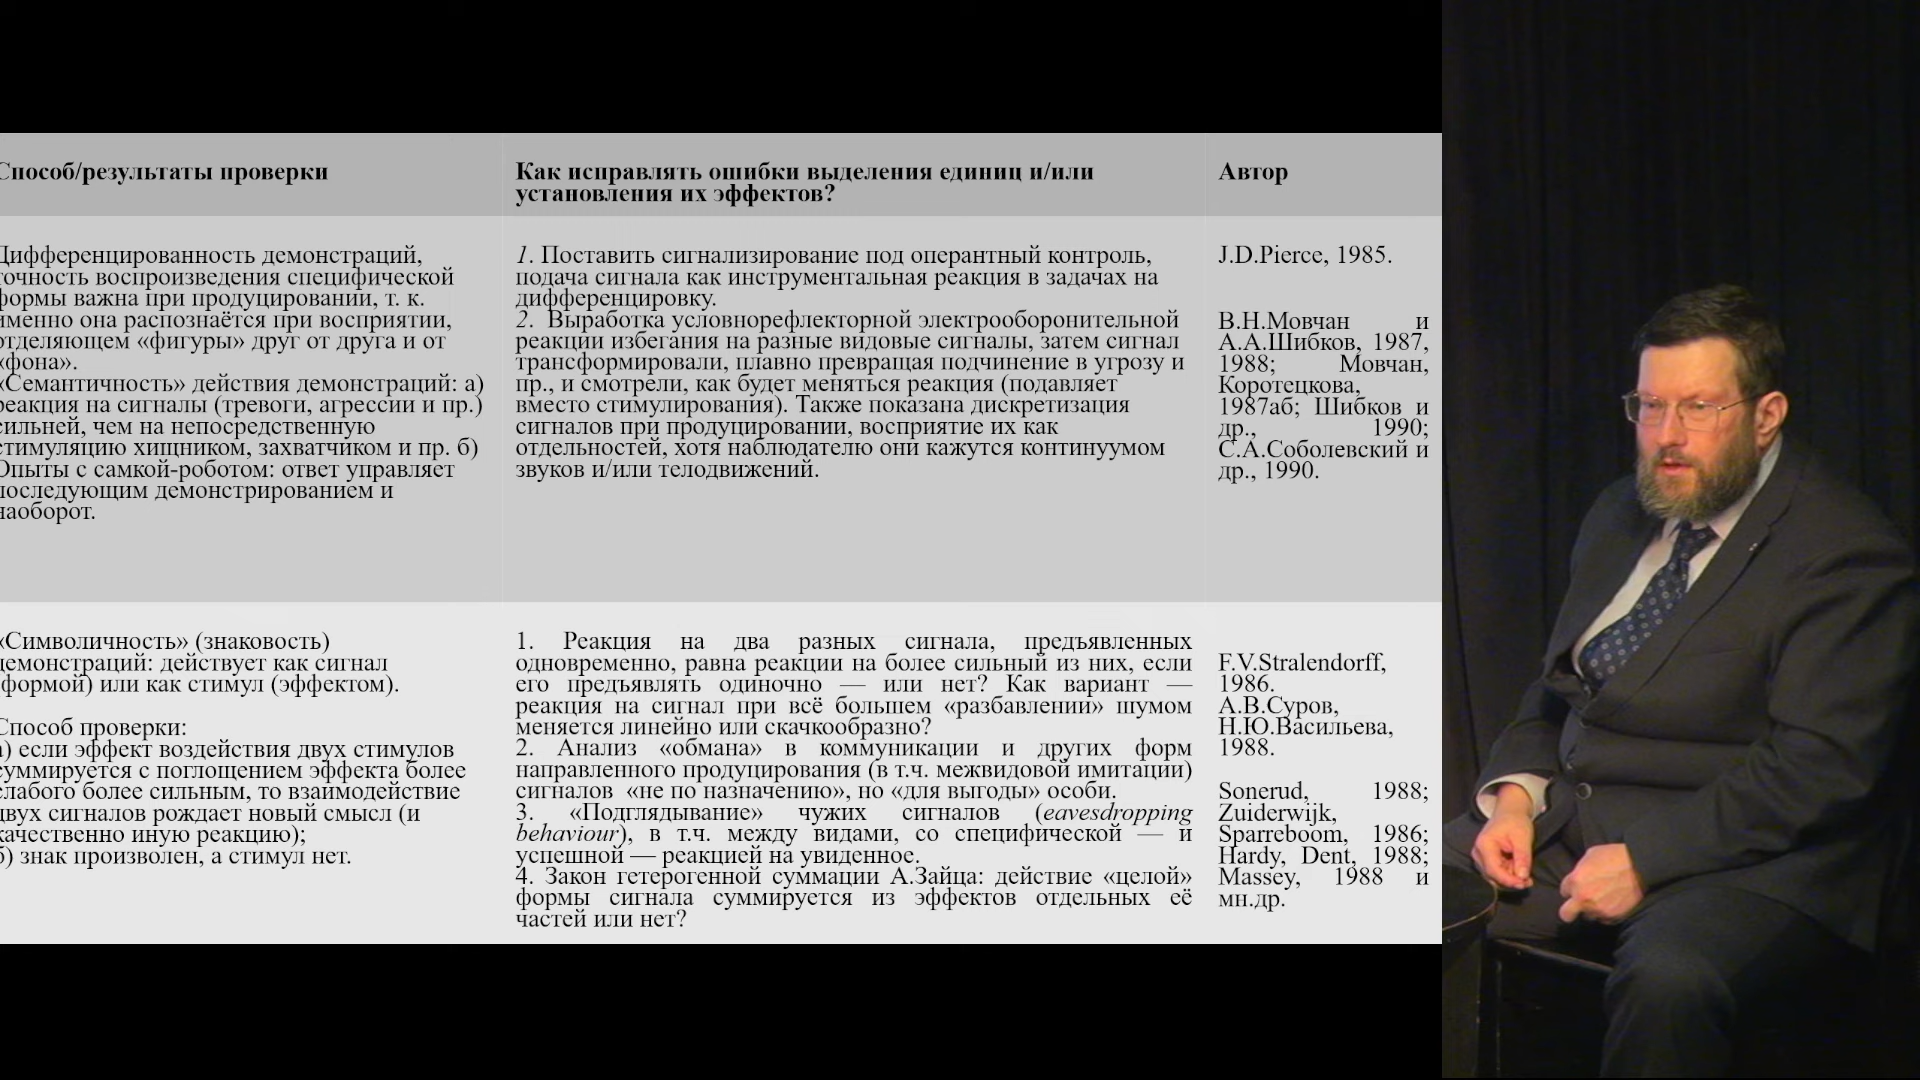 Способ/результаты проверки
Как исправлять ошибки выделения единиц и/или
установления их эффектов?
Автор
Дифференцированность демонстраций,
точность воспроизведения специфической
формы важна при продуцировании, т. к.
именно она распознаётся при восприятии,
отделяющем «фигуры» друг от друга и от
«фона».
«Семантичность» действия демонстраций: а)
реакция на сигналы (тревоги, агрессии и пр.)
сильней, чем на непосредственную
стимуляцию хищником, захватчиком и пр. б)
Опыты с самкой-роботом: ответ управляет
последующим демонстрированием и
наоборот.
1. Поставить сигнализирование под оперантный контроль,
подача сигнала как инструментальная реакция в задачах на
дифференцировку.
2. Выработка условнорефлекторной электрооборонительной
реакции избегания на разные видовые сигналы, затем сигнал
трансформировали, плавно превращая подчинение в угрозу и
пр., и смотрели, как будет меняться реакция (подавляет
вместо стимулирования). Также показана дискретизация
сигналов при продуцировании, восприятие их как
отдельностей, хотя наблюдателю они кажутся континуумом
звуков и/или телодвижений.
J.D.Pierce, 1985.
В.Н.Мовчан и
А.А.Шибков, 1987,
1988; Мовчан,
Коротецкова,
1987аб; Шибков и
др., 1990;
С.А.Соболевский и
др., 1990.
«Символичность» (знаковость)
демонстраций: действует как сигнал
(формой) или как стимул (эффектом).
Способ проверки:
а) если эффект воздействия двух стимулов
суммируется с поглощением эффекта более
слабого более сильным, то взаимодействие
двух сигналов рождает новый смысл (и
качественно иную реакцию);
б) знак произволен, а стимул нет.
1. Реакция на два разных сигнала, предъявленных
одновременно, равна реакции на более сильный из них, если
его предъявлять одиночно — или нет? Как вариант —
реакция на сигнал при всё большем «разбавлении» шумом
меняется линейно или скачкообразно?
2. Анализ «обмана» в коммуникации и других форм
направленного продуцирования (в т.ч. межвидовой имитации)
сигналов «не по назначению», но «для выгоды» особи.
3. «Подглядывание» чужих сигналов (eavesdropping
behaviour), в т.ч. между видами, со специфической — и
успешной — реакцией на увиденное.
4. Закон гетерогенной суммации А.Зайца: действие «целой»
формы сигнала суммируется из эффектов отдельных её
частей или нет?
F.V.Stralendorff,
1986.
А.В.Суров,
Н.Ю.Васильева,
1988.
Sonerud, 1988;
Zuiderwijk,
Sparreboom, 1986;
Hardy, Dent, 1988;
Massey, 1988 и
мн.др.